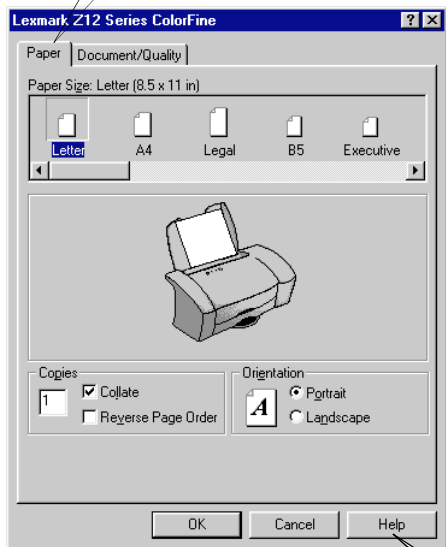 Lexmark Z12 Series ColorFine
Paper Document/Quality
Paper Size: Letter (8.5 x 11 in)
Letter A4 Legal B5 Executive
Copies
1
Collate
Reverse Page Order
Orientation
A
Portrait
Landscape
OK Cancel Help